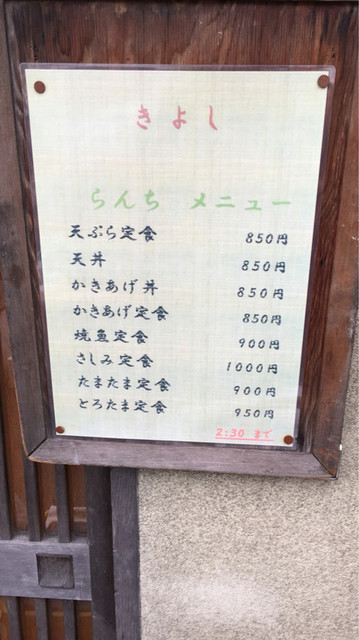 きよし
らんち メニュー
天ぷら定食 850円
天丼 850円
かきあげ丼 850円
かきあげ定食 850円
焼魚定食 900円
さしみ定食 1000円
たまたま定食 900円
とろたま定食 950円
2:30 まで